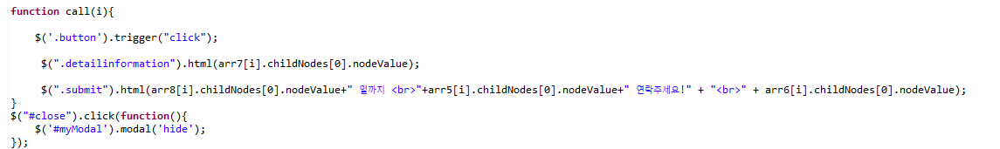 function call(i){
$('.button').trigger("click");
$(".detailinformation").html(arr7[i].childNodes[0].nodeValue);
$(".submit").html(arr8[i].childNodes[0].nodeValue+" 일까지 <br>"+arr5[i].childNodes[0].nodeValue+" 연락주세요!" + "<br>" + arr6[i].childNodes[0].nodeValue);
}
$("#close").click(function(){
$('#myModal').modal('hide');
});